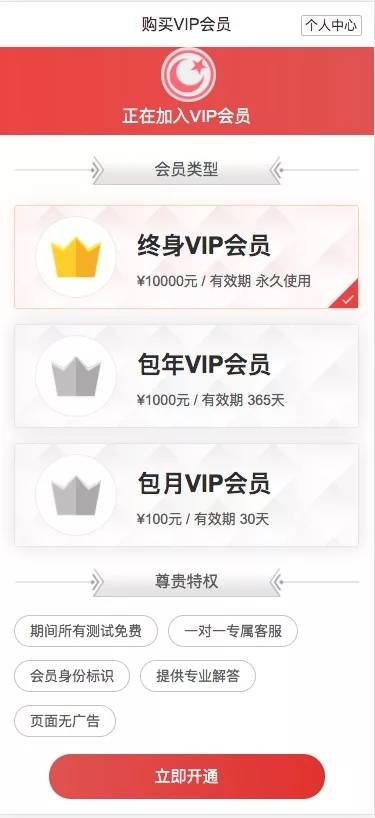 购买VIP会员
个人中心
正在加入VIP会员
会员类型
终身VIP会员
¥10000元 / 有效期 永久使用
包年VIP会员
¥1000元 / 有效期 365天
包月VIP会员
¥100元 / 有效期 30天
尊贵特权
期间所有测试免费
一对一专属客服
会员身份标识
提供专业解答
页面无广告
立即开通